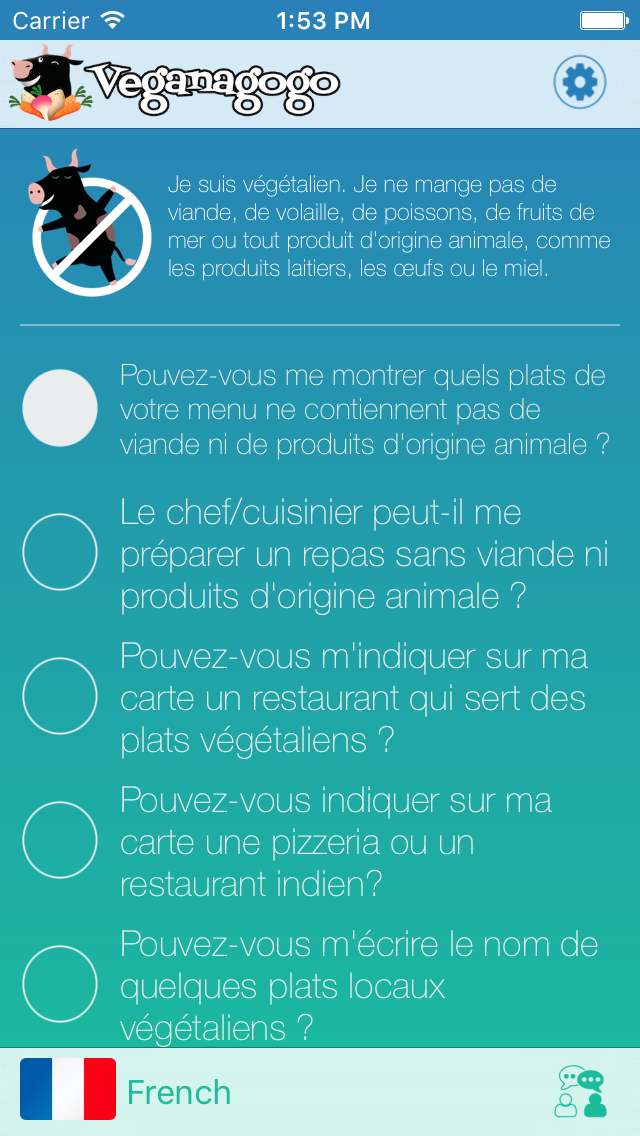 Carrier 1:53 PM
Veganagogo
Je suis végétalien. Je ne mange pas de
viande, de volaille, de poissons, de fruits de
mer ou tout produit d'origine animale, comme
les produits laitiers, les œufs ou le miel.
Pouvez-vous me montrer quels plats de
votre menu ne contiennent pas de
viande ni de produits d'origine animale ?
Le chef/cuisinier peut-il me
préparer un repas sans viande ni
produits d'origine animale ?
Pouvez-vous m'indiquer sur ma
carte un restaurant qui sert des
plats végétaliens ?
Pouvez-vous indiquer sur ma
carte une pizzeria ou un
restaurant indien?
Pouvez-vous m'écrire le nom de
quelques plats locaux
végétaliens ?
French